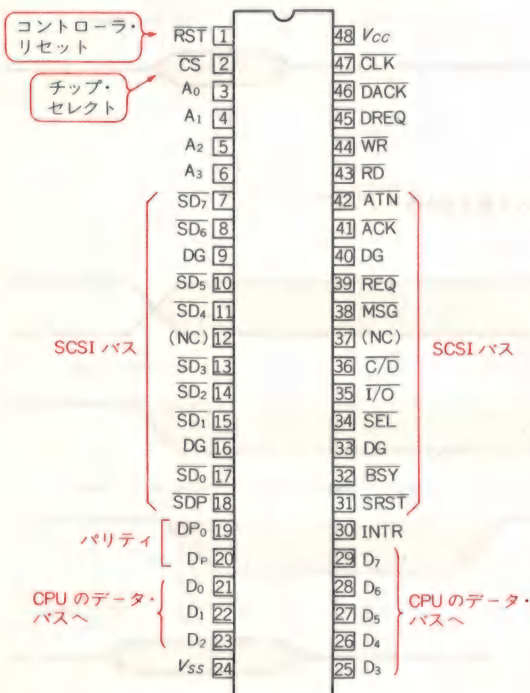 コントローラ・
リセット
チップ・
セレクト
RST 1
CS 2
A0 3
A1 4
A2 5
A3 6
SD7 7
SD6 8
DG 9
SD5 10
SD4 11
(NC) 12
SD3 13
SD2 14
SD1 15
DG 16
SD0 17
SDP 18
DP0 19
DP 20
D0 21
D1 22
D2 23
VSS 24
SCSI バス
パリティ
CPU のデータ・
バスへ
48 VCC
47 CLK
46 DACK
45 DREQ
44 WR
43 RD
42 ATN
41 ACK
40 DG
39 REQ
38 MSG
37 (NC)
36 C/D
35 I/O
34 SEL
33 DG
32 BSY
31 SRST
30 INTR
29 D7
28 D6
27 D5
26 D4
25 D3
SCSI バス
CPU のデータ・
バスへ